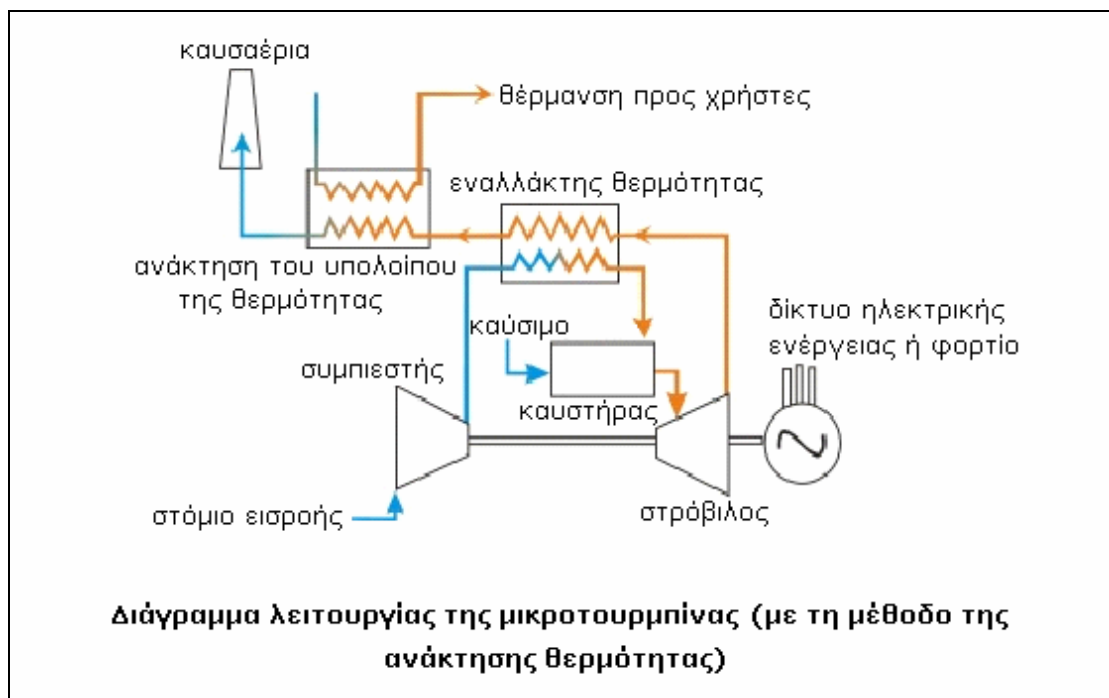 καυσαέρια
θέρμανση προς χρήστες
εναλλάκτης θερμότητας
ανάκτηση του υπολοίπου
της θερμότητας
καύσιμο
δίκτυο ηλεκτρικής
ενέργειας ή φορτίο
συμπιεστής
καυστήρας
στόμιο εισροής
στρόβιλος
Διάγραμμα λειτουργίας της μικροτουρμπίνας (με τη μέθοδο της
ανάκτησης θερμότητας)